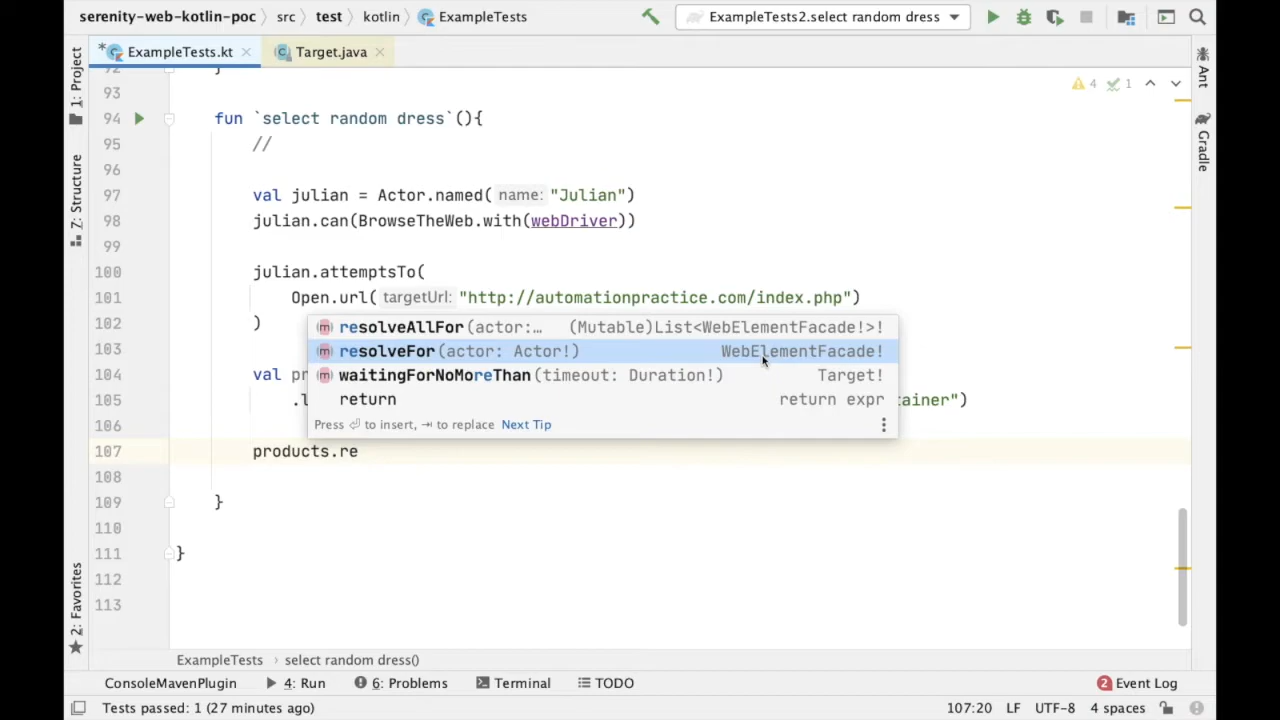 serenity-web-kotlin-poc 〉 src 〉 test 〉 kotlin 〉 ExampleTests
ExampleTests2.select random dress
*ExampleTests.kt ×
Target.java ×
1: Project
Z: Structure
2: Favorites
Ant
Gradle
4 1
92 }
93
94 fun `select random dress`(){
95 //
96
97 val julian = Actor.named( name: "Julian")
98 julian.can(BrowseTheWeb.with(webDriver))
99
100 julian.attemptsTo(
101 Open.url( targetUrl: "http://automationpractice.com/index.php")
102 )
103
104 val pr
105 .l tainer")
106
107 products.re
108
109 }
110
111 }
112
113
resolveAllFor(actor:… (Mutable)List<WebElementFacade!>!
resolveFor(actor: Actor!) WebElementFacade!
waitingForNoMoreThan(timeout: Duration!) Target!
return return expr
Press ⏎ to insert, ⇥ to replace Next Tip
ExampleTests › select random dress()
ConsoleMavenPlugin 4: Run 6: Problems Terminal TODO 2 Event Log
Tests passed: 1 (27 minutes ago) 107:20 LF UTF-8 4 spaces